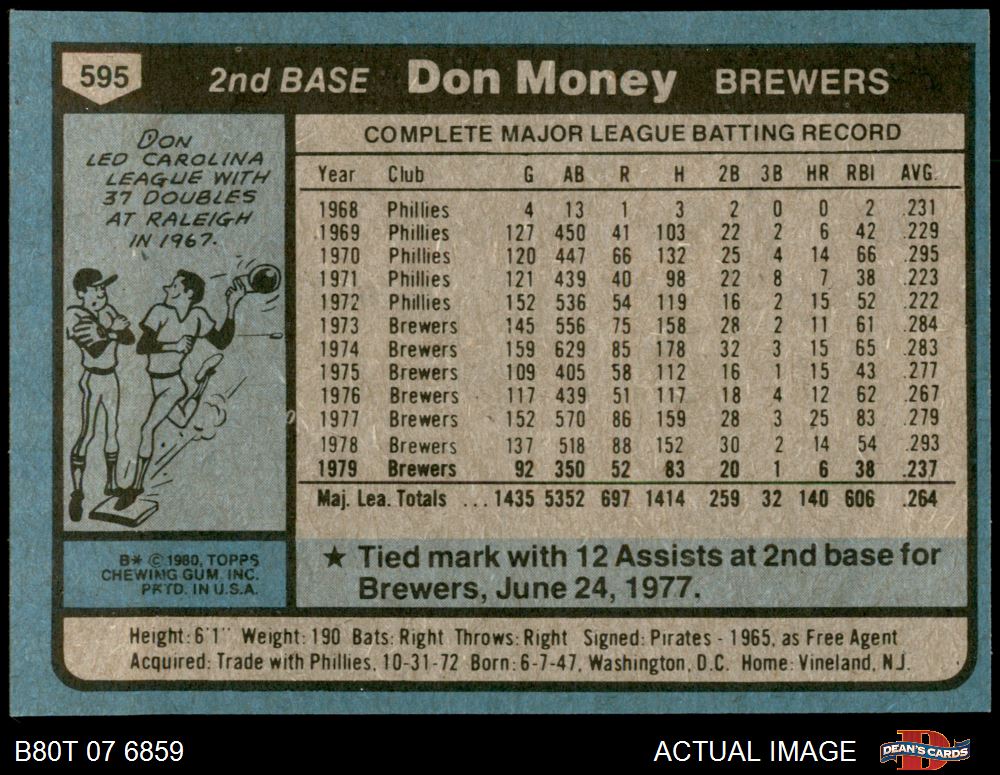 595 2nd BASE Don Money BREWERS
DON
LED CAROLINA
LEAGUE WITH
37 DOUBLES
AT RALEIGH
IN 1967.
B* © 1980, TOPPS
CHEWING GUM, INC.
PRTD. IN U.S.A.
COMPLETE MAJOR LEAGUE BATTING RECORD
Year Club G AB R H 2B 3B HR RBI AVG.
1968 Phillies 4 13 1 3 2 0 0 2 .231
1969 Phillies 127 450 41 103 22 2 6 42 .229
1970 Phillies 120 447 66 132 25 4 14 66 .295
1971 Phillies 121 439 40 98 22 8 7 38 .223
1972 Phillies 152 536 54 119 16 2 15 52 .222
1973 Brewers 145 556 75 158 28 2 11 61 .284
1974 Brewers 159 629 85 178 32 3 15 65 .283
1975 Brewers 109 405 58 112 16 1 15 43 .277
1976 Brewers 117 439 51 117 18 4 12 62 .267
1977 Brewers 152 570 86 159 28 3 25 83 .279
1978 Brewers 137 518 88 152 30 2 14 54 .293
1979 Brewers 92 350 52 83 20 1 6 38 .237
Maj. Lea. Totals ... 1435 5352 697 1414 259 32 140 606 .264
★ Tied mark with 12 Assists at 2nd base for
Brewers, June 24, 1977.
Height: 6'1" Weight: 190 Bats: Right Throws: Right Signed: Pirates - 1965, as Free Agent
Acquired: Trade with Phillies, 10-31-72 Born: 6-7-47, Washington, D.C. Home: Vineland, N.J.
B80T 07 6859 ACTUAL IMAGE DEAN'S CARDS